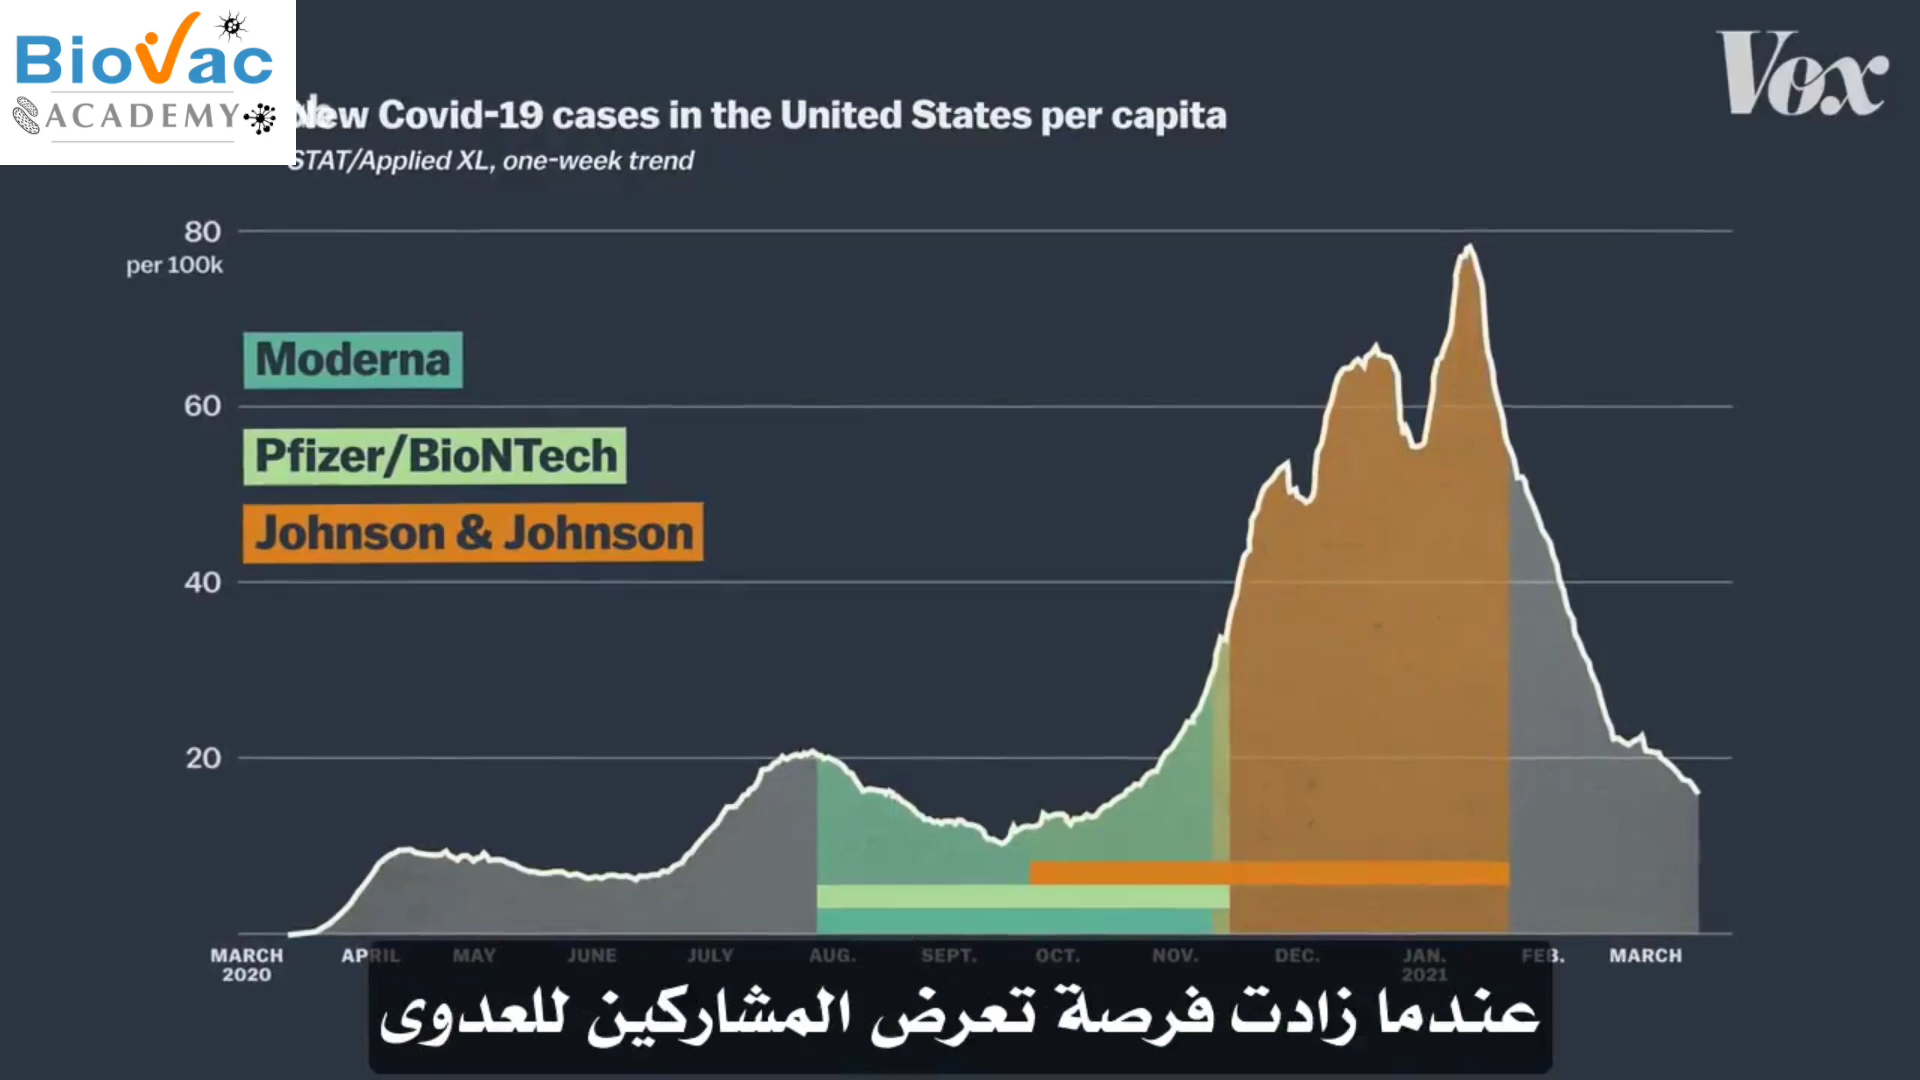 BioVac
ACADEMY
Vox
New Covid-19 cases in the United States per capita
STAT/Applied XL, one-week trend
80
per 100k
Moderna
60
Pfizer/BioNTech
Johnson & Johnson
40
20
MARCH APRIL MAY JUNE JULY AUG. SEPT. OCT. NOV. DEC. JAN. FEB. MARCH
2020 2021
عندما زادت فرصة تعرض المشاركين للعدوى